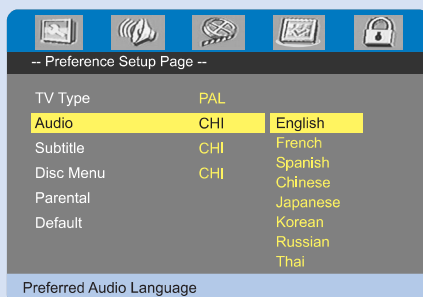 -- Preference Setup Page --
TV Type PAL
Audio CHI English
French
Subtitle CHI Spanish
Chinese
Disc Menu CHI Japanese
Parental Korean
Default Russian
Thai
Preferred Audio Language